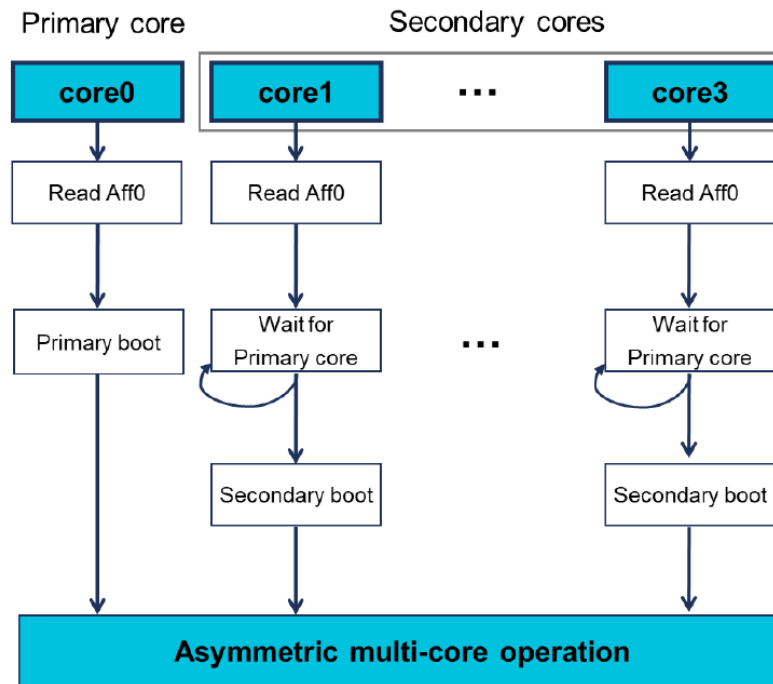 Primary core
Secondary cores
core0
core1
...
core3
Read Aff0
Read Aff0
Read Aff0
Primary boot
Wait for
Primary core
...
Wait for
Primary core
Secondary boot
Secondary boot
Asymmetric multi-core operation